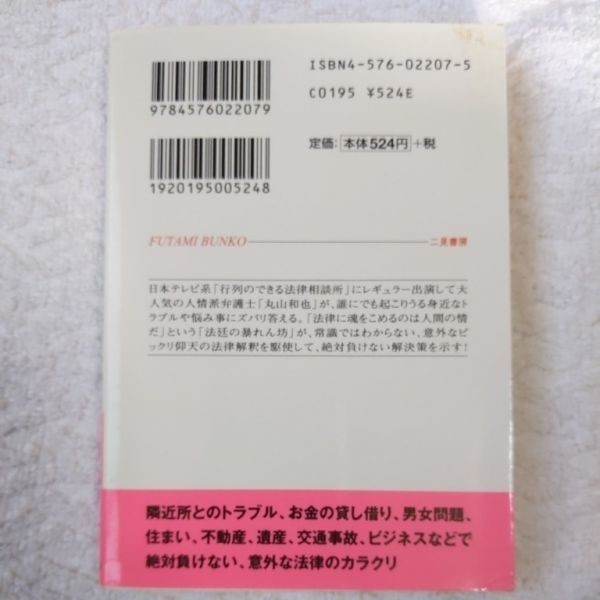 ISBN4-576-02207-5
C0195 ¥524E
9784576022079
定価：本体524円+税
1920195005248
FUTAMI BUNKO
二見書房
日本テレビ系「行列のできる法律相談所」にレギュラー出演して大
人気の人情派弁護士「丸山和也」が、誰にでも起こりうる身近なト
ラブルや悩み事にズバリ答える。「法律に魂をこめるのは人間の情
だ」という「法廷の暴れん坊」が、常識ではわからない、意外なビ
ックリ仰天の法律解釈を駆使して、絶対負けない解決策を示す！
隣近所とのトラブル、お金の貸し借り、男女問題、
住まい、不動産、遺産、交通事故、ビジネスなどで
絶対負けない、意外な法律のカラクリ